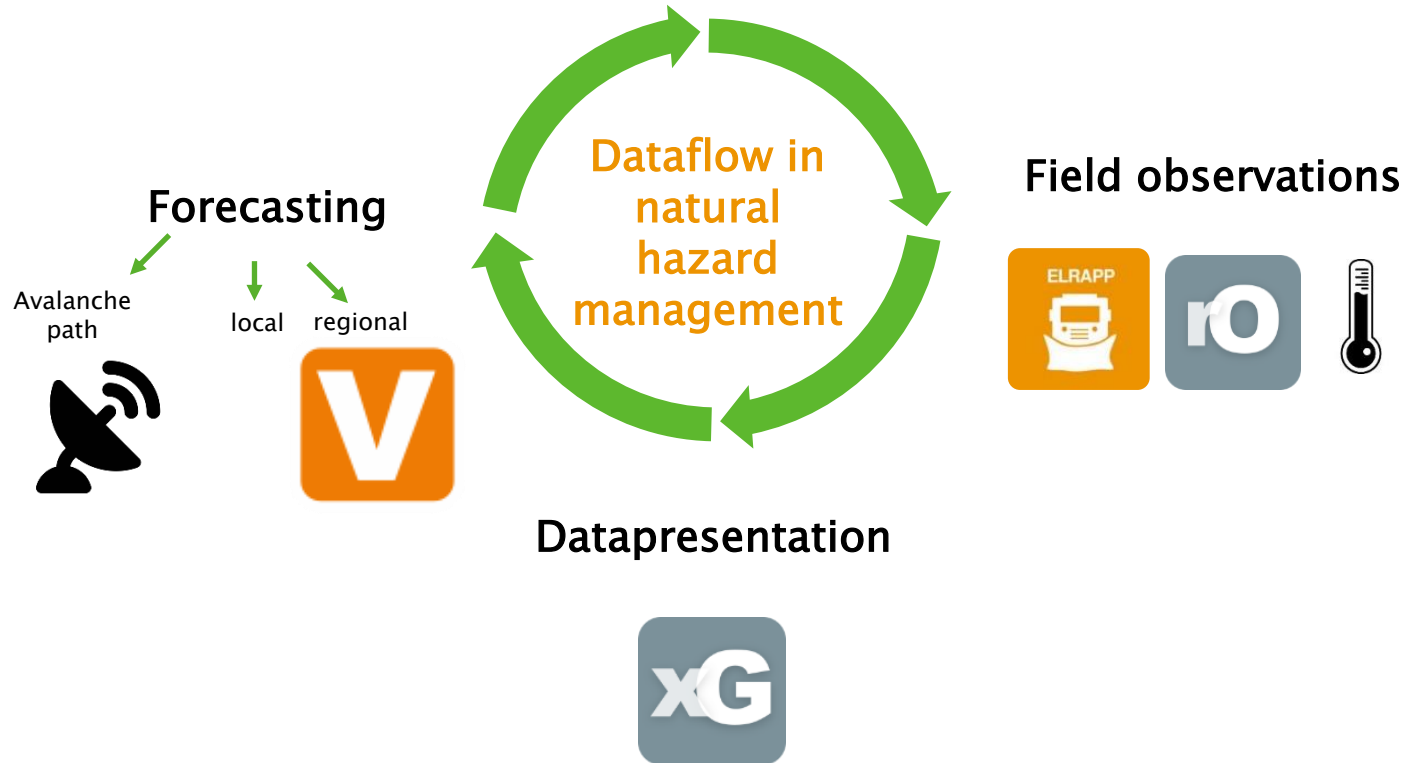 Dataflow in
natural
hazard
management
Forecasting
Avalanche
path
local
regional
V
Field observations
ELRAPP
rO
Datapresentation
xG